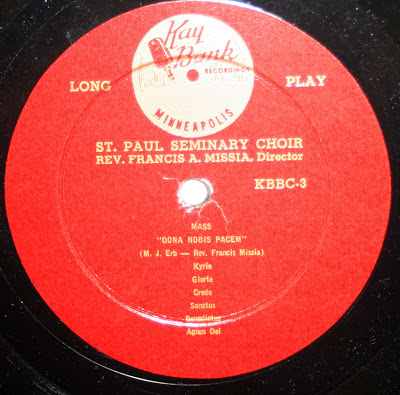 Kay
Bank
RECORDINGS
MINNEAPOLIS
LONG PLAY
ST. PAUL SEMINARY CHOIR
REV. FRANCIS A. MISSIA, Director
KBBC-3
MASS
"DONA NOBIS PACEM"
(M. J. Erb — Rev. Francis Missia)
Kyrie
Gloria
Credo
Sanctus
Benedictus
Agnus Dei